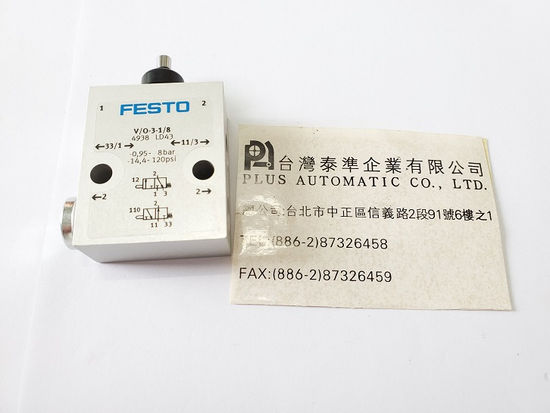 1 2
FESTO
V/O-3-1/8
4938 LD43
33/1 11/3
-0,95- 8bar
-14,4-120psi
2 2
12 2
1 3
110 2
11 33
台灣泰準企業有限公司
PLUS AUTOMATIC CO., LTD.
公司:台北市中正區信義路2段91號6樓之1
TEL:(886-2)87326458
FAX:(886-2)87326459